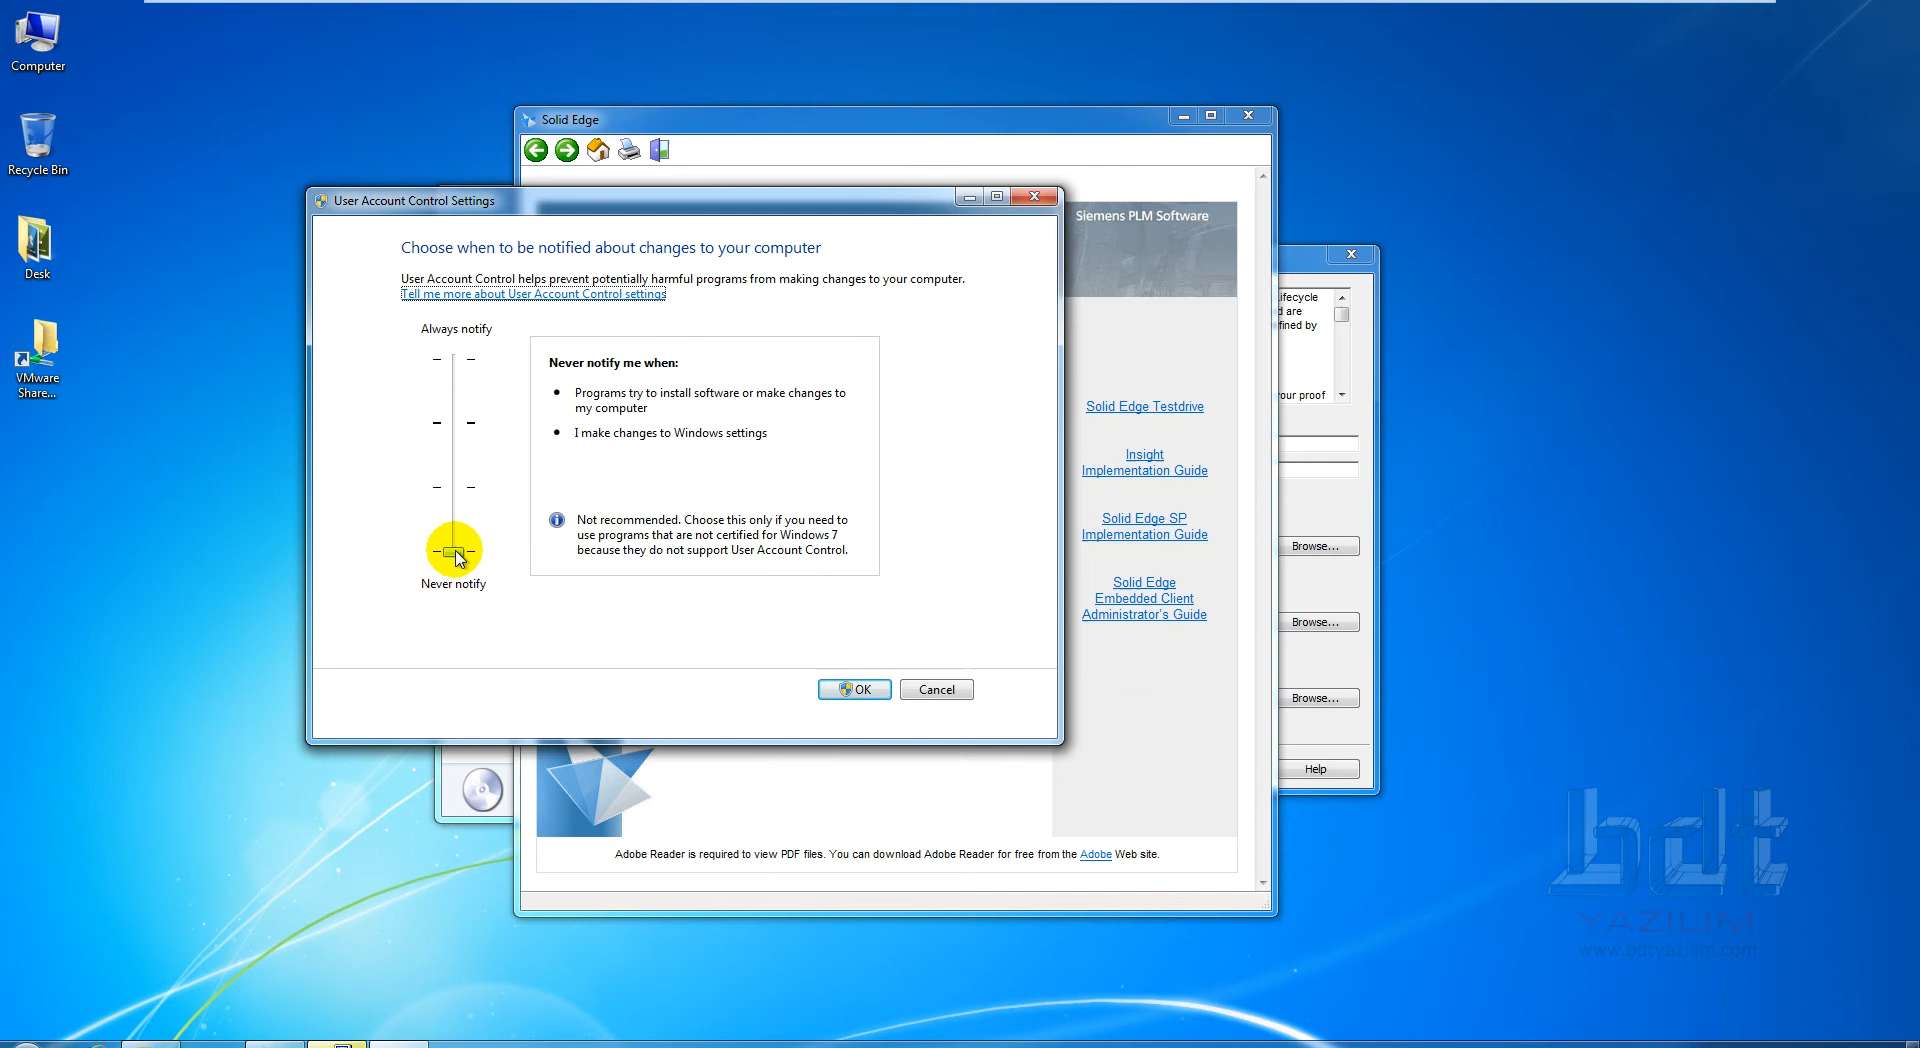 Computer
Recycle Bin
Desk
VMware
Share...
Solid Edge
User Account Control Settings
Choose when to be notified about changes to your computer
User Account Control helps prevent potentially harmful programs from making changes to your computer.
Tell me more about User Account Control settings
Always notify
Never notify me when:
Programs try to install software or make changes to
my computer
I make changes to Windows settings
Not recommended. Choose this only if you need to
use programs that are not certified for Windows 7
because they do not support User Account Control.
Never notify
OK
Cancel
Siemens PLM Software
Solid Edge Testdrive
Insight
Implementation Guide
Solid Edge SP
Implementation Guide
Solid Edge
Embedded Client
Administrator's Guide
Adobe Reader is required to view PDF files. You can download Adobe Reader for free from the Adobe Web site.
ifecycle
d are
fined by
our proof
Browse...
Browse...
Browse...
Help
bdt
YAZILIM
www.bdtyazilim.com